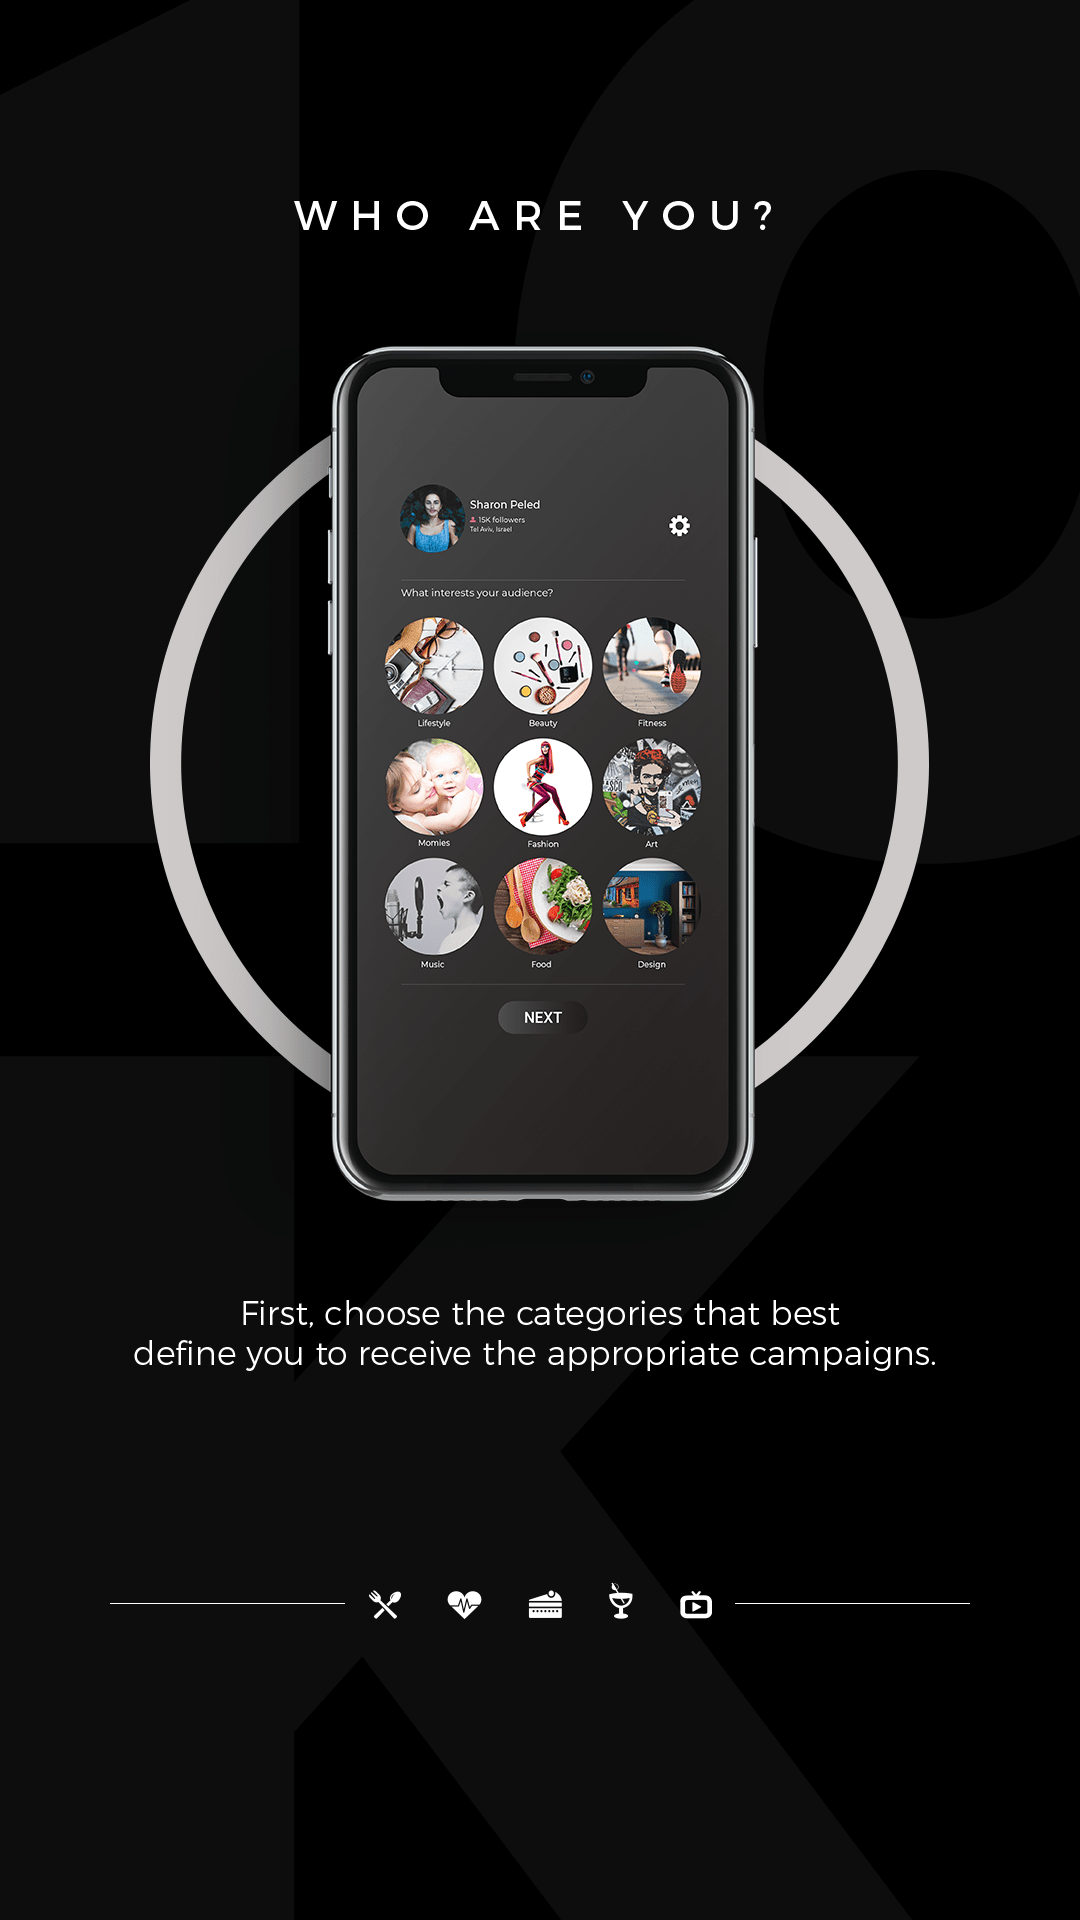 WHO ARE YOU?
Sharon Peled
15K followers
Tel Aviv, Israel
What interests your audience?
Lifestyle
Beauty
Fitness
Momies
Fashion
Art
Music
Food
Design
NEXT
First, choose the categories that best
define you to receive the appropriate campaigns.